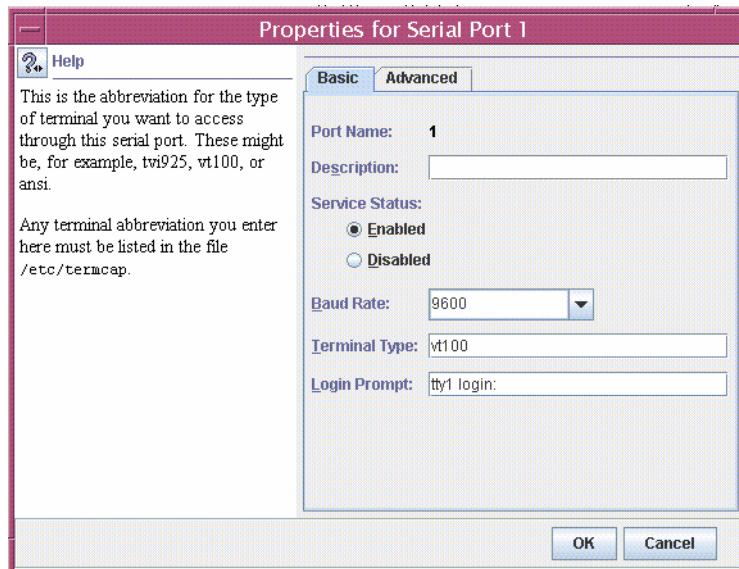 Properties for Serial Port 1
Help
This is the abbreviation for the type
of terminal you want to access
through this serial port. These might
be, for example, tvi925, vt100, or
ansi.
Any terminal abbreviation you enter
here must be listed in the file
/etc/termcap.
Basic
Advanced
Port Name: 1
Description:
Service Status:
Enabled
Disabled
Baud Rate: 9600
Terminal Type: vt100
Login Prompt: tty1 login:
OK
Cancel